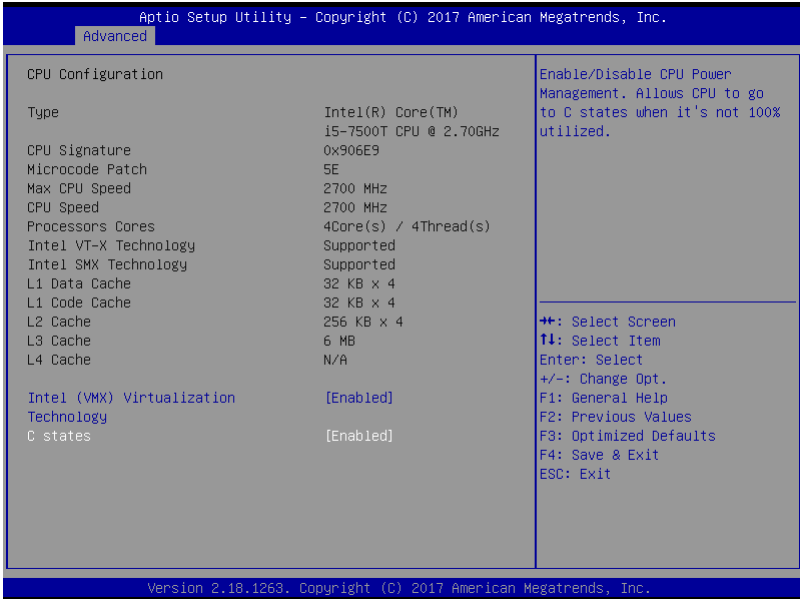 Aptio Setup Utility – Copyright (C) 2017 American Megatrends, Inc.
Advanced
CPU Configuration
Type Intel(R) Core(TM)
i5-7500T CPU @ 2.70GHz
CPU Signature 0x906E9
Microcode Patch 5E
Max CPU Speed 2700 MHz
CPU Speed 2700 MHz
Processors Cores 4Core(s) / 4Thread(s)
Intel VT-X Technology Supported
Intel SMX Technology Supported
L1 Data Cache 32 KB x 4
L1 Code Cache 32 KB x 4
L2 Cache 256 KB x 4
L3 Cache 6 MB
L4 Cache N/A
Intel (VMX) Virtualization [Enabled]
Technology
C states [Enabled]
Enable/Disable CPU Power
Management. Allows CPU to go
to C states when it's not 100%
utilized.
→←: Select Screen
↑↓: Select Item
Enter: Select
+/-: Change Opt.
F1: General Help
F2: Previous Values
F3: Optimized Defaults
F4: Save & Exit
ESC: Exit
Version 2.18.1263. Copyright (C) 2017 American Megatrends, Inc.